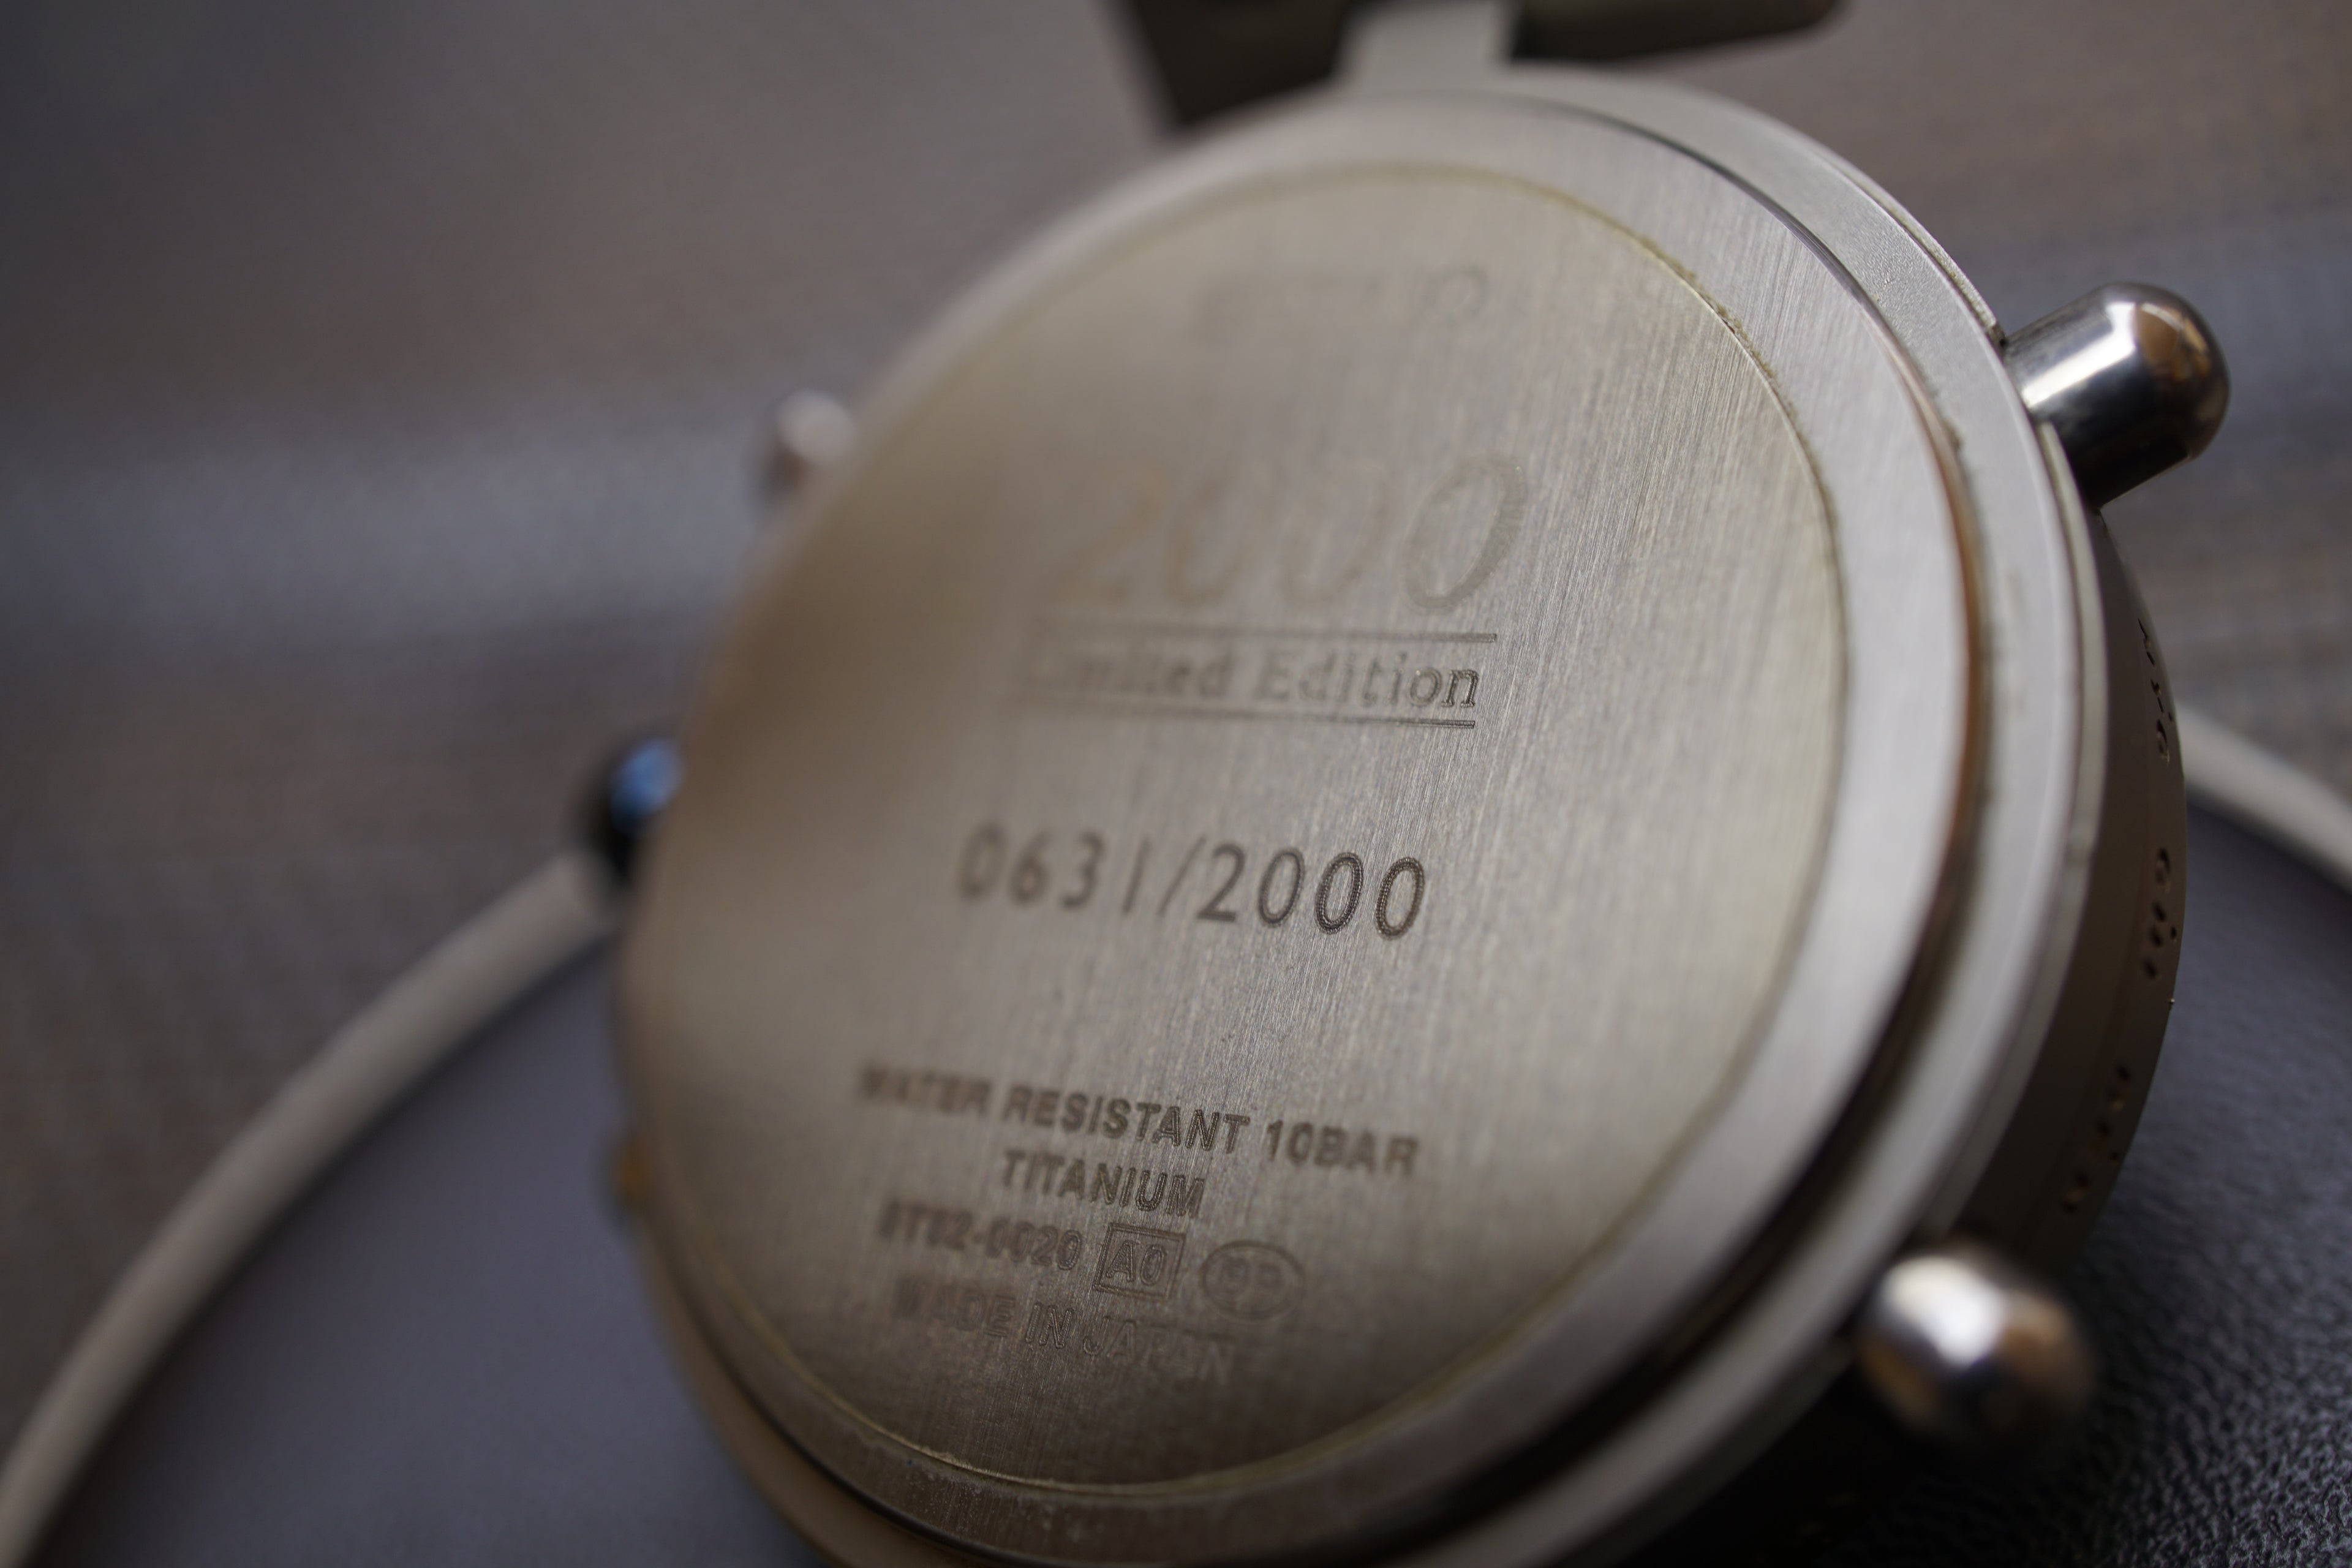 2000
Limited Edition
0631/2000
WATER RESISTANT 10BAR
TITANIUM
A0
MADE IN JAPAN